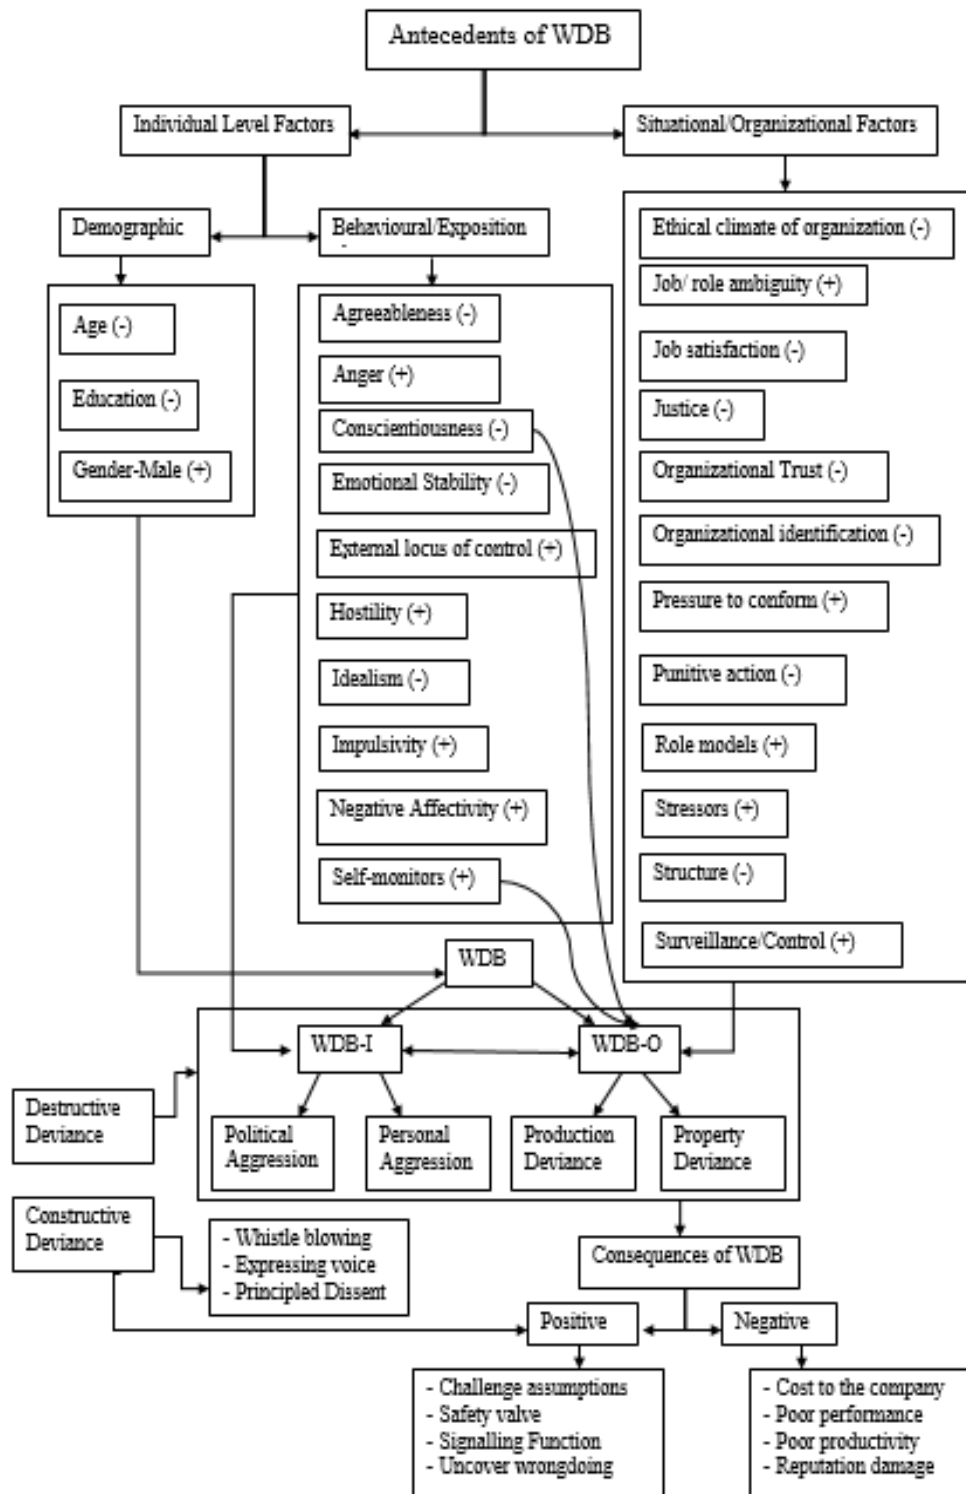 Antecedents of WDB
Individual Level Factors
Situational/Organizational Factors
Demographic
Behavioural/Exposition
-
Age (-)
Education (-)
Gender-Male (+)
Agreeableness (-)
Anger (+)
Conscientiousness (-)
Emotional Stability (-)
External locus of control (+)
Hostility (+)
Idealism (-)
Impulsivity (+)
Negative Affectivity (+)
Self-monitors (+)
Ethical climate of organization (-)
Job/ role ambiguity (+)
Job satisfaction (-)
Justice (-)
Organizational Trust (-)
Organizational identification (-)
Pressure to conform (+)
Punitive action (-)
Role models (+)
Stressors (+)
Structure (-)
Surveillance/Control (+)
WDB
WDB-I
WDB-O
Political
Aggression
Personal
Aggression
Production
Deviance
Property
Deviance
Destructive
Deviance
Constructive
Deviance
- Whistle blowing
- Expressing voice
- Principled Dissent
Consequences of WDB
Positive
Negative
- Challenge assumptions
- Safety valve
- Signalling Function
- Uncover wrongdoing
- Cost to the company
- Poor performance
- Poor productivity
- Reputation damage